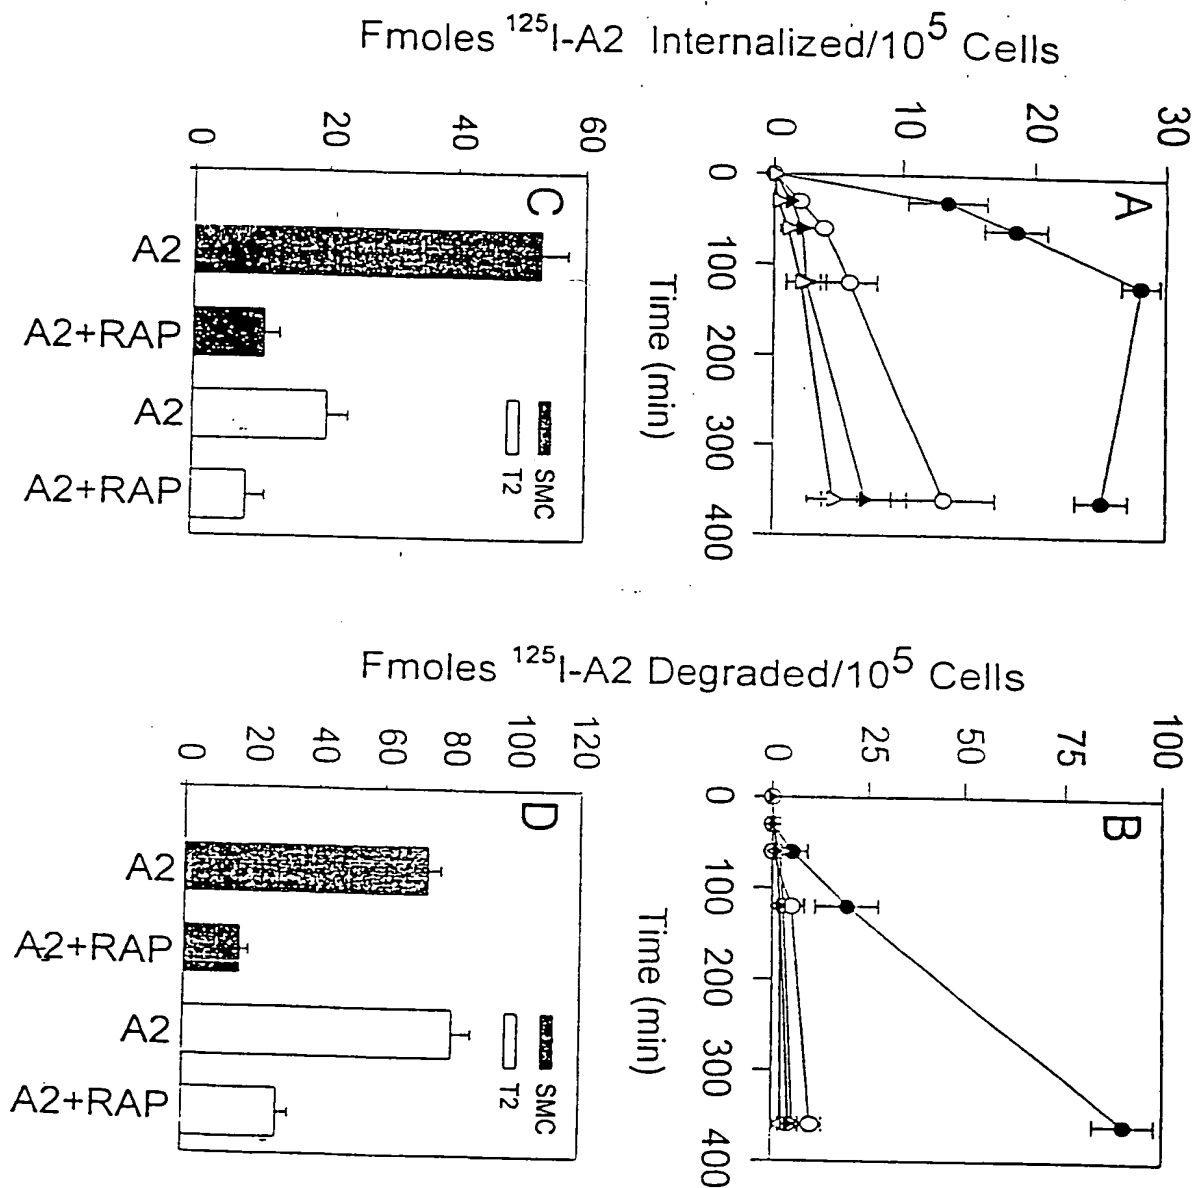 Fmoles ¹²⁵I-A2 Internalized/10⁵ Cells
30
20
10
0
A
0
100
200
300
400
Time (min)
60
40
20
0
C
SMC
T2
A2
A2+RAP
A2
A2+RAP
Fmoles ¹²⁵I-A2 Degraded/10⁵ Cells
100
75
50
25
0
B
0
100
200
300
400
Time (min)
120
100
80
60
40
20
0
D
SMC
T2
A2
A2+RAP
A2
A2+RAP